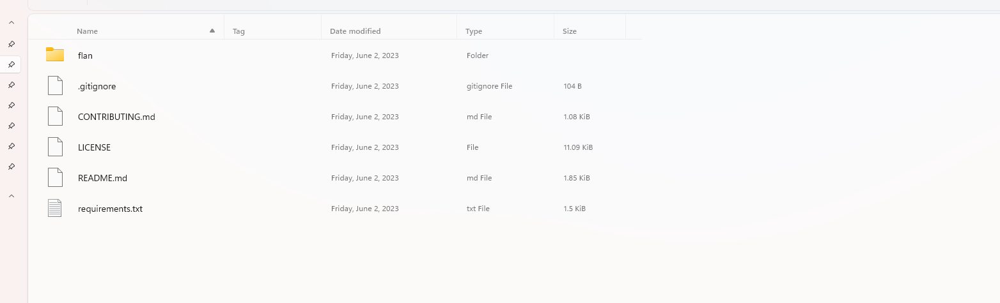 Name Tag Date modified Type Size
flan Friday, June 2, 2023 Folder
.gitignore Friday, June 2, 2023 gitignore File 104 B
CONTRIBUTING.md Friday, June 2, 2023 md File 1.08 KiB
LICENSE Friday, June 2, 2023 File 11.09 KiB
README.md Friday, June 2, 2023 md File 1.85 KiB
requirements.txt Friday, June 2, 2023 txt File 1.5 KiB